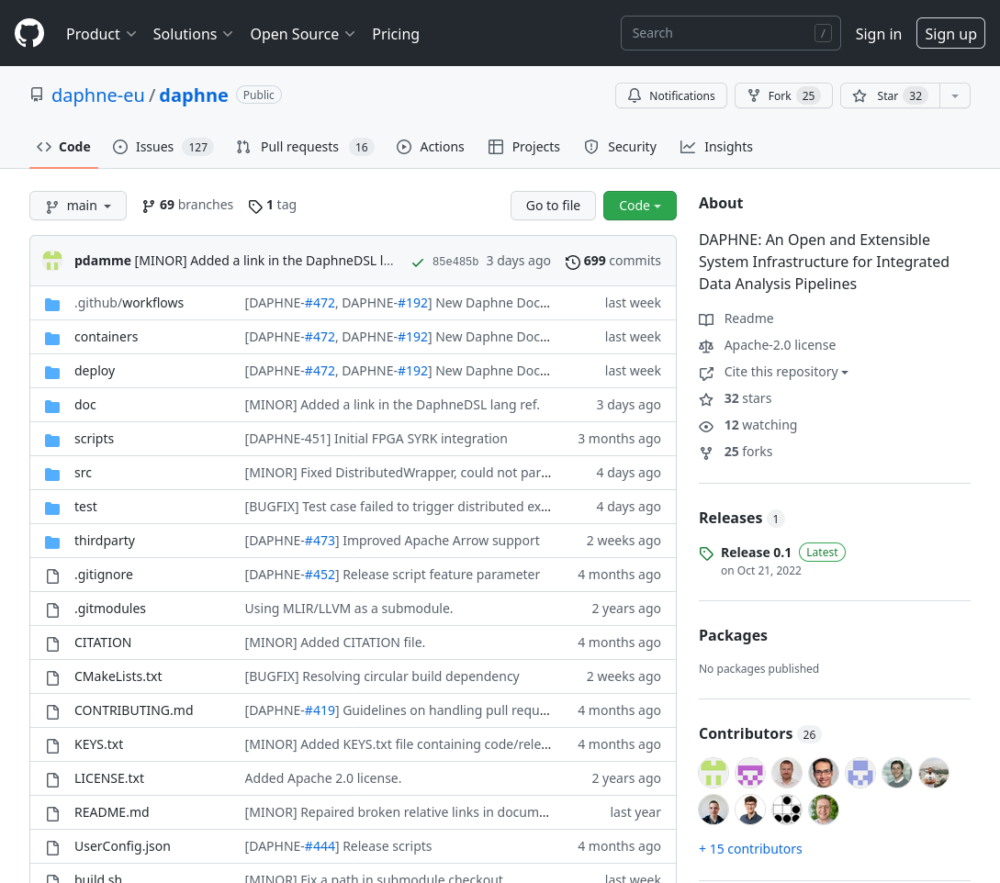 Product Solutions Open Source Pricing Search / Sign in Sign up
daphne-eu / daphne Public Notifications Fork 25 Star 32
Code Issues 127 Pull requests 16 Actions Projects Security Insights
main 69 branches 1 tag Go to file Code
pdamme [MINOR] Added a link in the DaphneDSL l... 85e485b 3 days ago 699 commits
.github/workflows [DAPHNE-#472, DAPHNE-#192] New Daphne Doc... last week
containers [DAPHNE-#472, DAPHNE-#192] New Daphne Doc... last week
deploy [DAPHNE-#472, DAPHNE-#192] New Daphne Doc... last week
doc [MINOR] Added a link in the DaphneDSL lang ref. 3 days ago
scripts [DAPHNE-451] Initial FPGA SYRK integration 3 months ago
src [MINOR] Fixed DistributedWrapper, could not par... 4 days ago
test [BUGFIX] Test case failed to trigger distributed ex... 4 days ago
thirdparty [DAPHNE-#473] Improved Apache Arrow support 2 weeks ago
.gitignore [DAPHNE-#452] Release script feature parameter 4 months ago
.gitmodules Using MLIR/LLVM as a submodule. 2 years ago
CITATION [MINOR] Added CITATION file. 4 months ago
CMakeLists.txt [BUGFIX] Resolving circular build dependency 2 weeks ago
CONTRIBUTING.md [DAPHNE-#419] Guidelines on handling pull requ... 4 months ago
KEYS.txt [MINOR] Added KEYS.txt file containing code/rele... 4 months ago
LICENSE.txt Added Apache 2.0 license. 2 years ago
README.md [MINOR] Repaired broken relative links in docum... last year
UserConfig.json [DAPHNE-#444] Release scripts 4 months ago
build.sh [MINOR] Fix a path in submodule checkout last week
About
DAPHNE: An Open and Extensible
System Infrastructure for Integrated
Data Analysis Pipelines
Readme
Apache-2.0 license
Cite this repository
32 stars
12 watching
25 forks
Releases 1
Release 0.1 Latest
on Oct 21, 2022
Packages
No packages published
Contributors 26
+ 15 contributors